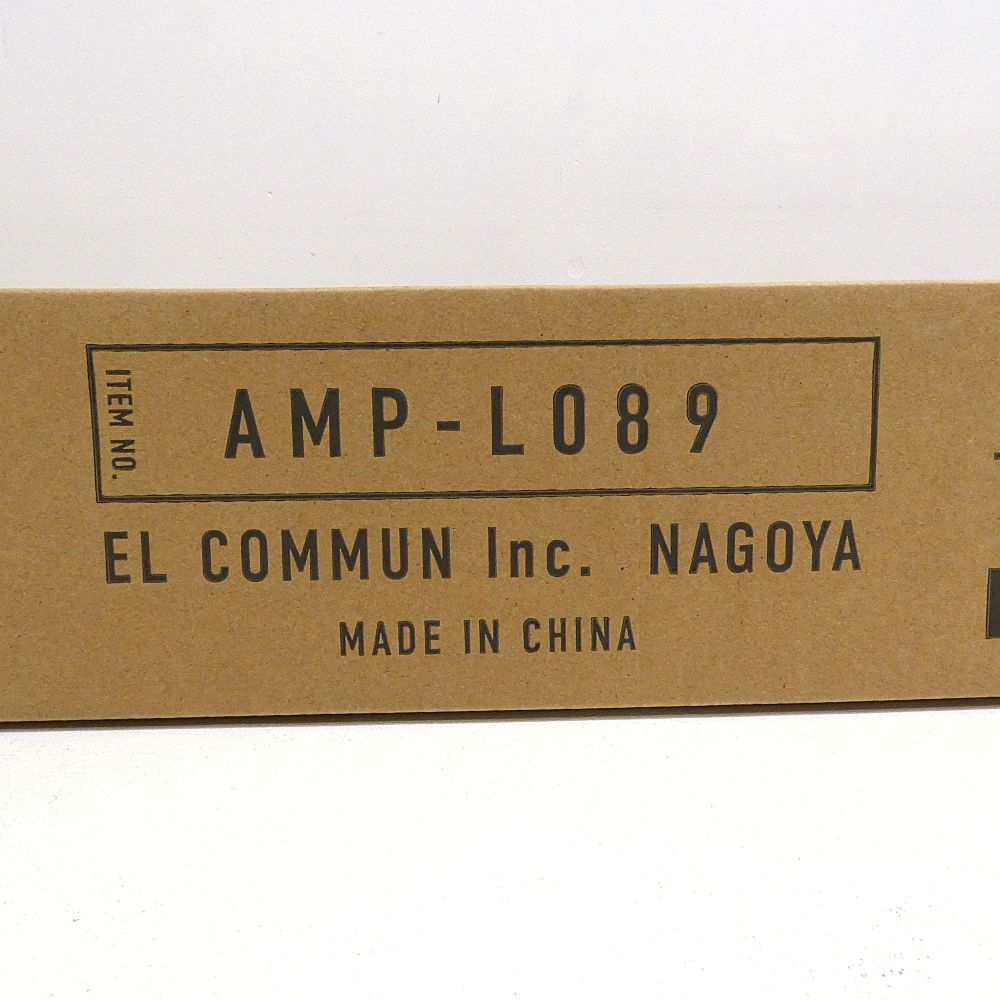 ITEM NO.
AMP-L089
EL COMMUN Inc. NAGOYA
MADE IN CHINA